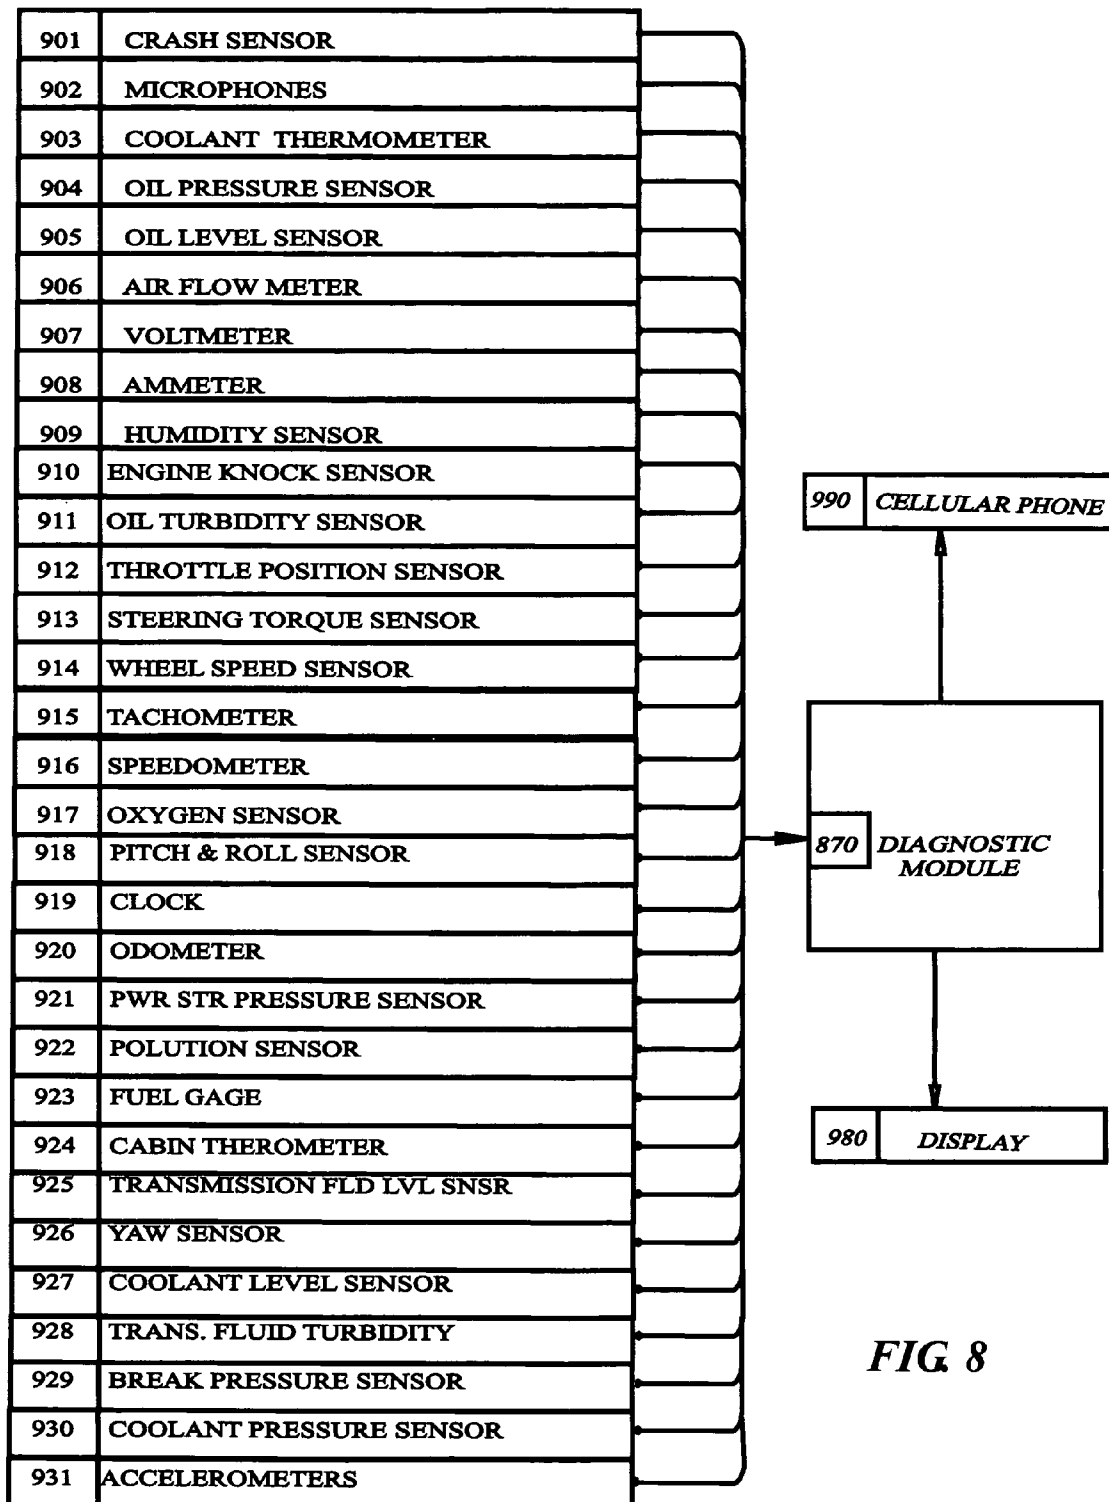 901 CRASH SENSOR
902 MICROPHONES
903 COOLANT THERMOMETER
904 OIL PRESSURE SENSOR
905 OIL LEVEL SENSOR
906 AIR FLOW METER
907 VOLTMETER
908 AMMETER
909 HUMIDITY SENSOR
910 ENGINE KNOCK SENSOR
911 OIL TURBIDITY SENSOR
912 THROTTLE POSITION SENSOR
913 STEERING TORQUE SENSOR
914 WHEEL SPEED SENSOR
915 TACHOMETER
916 SPEEDOMETER
917 OXYGEN SENSOR
918 PITCH & ROLL SENSOR
919 CLOCK
920 ODOMETER
921 PWR STR PRESSURE SENSOR
922 POLUTION SENSOR
923 FUEL GAGE
924 CABIN THEROMETER
925 TRANSMISSION FLD LVL SNSR
926 YAW SENSOR
927 COOLANT LEVEL SENSOR
928 TRANS. FLUID TURBIDITY
929 BREAK PRESSURE SENSOR
930 COOLANT PRESSURE SENSOR
931 ACCELEROMETERS
990 CELLULAR PHONE
870 DIAGNOSTIC
MODULE
980 DISPLAY
FIG. 8